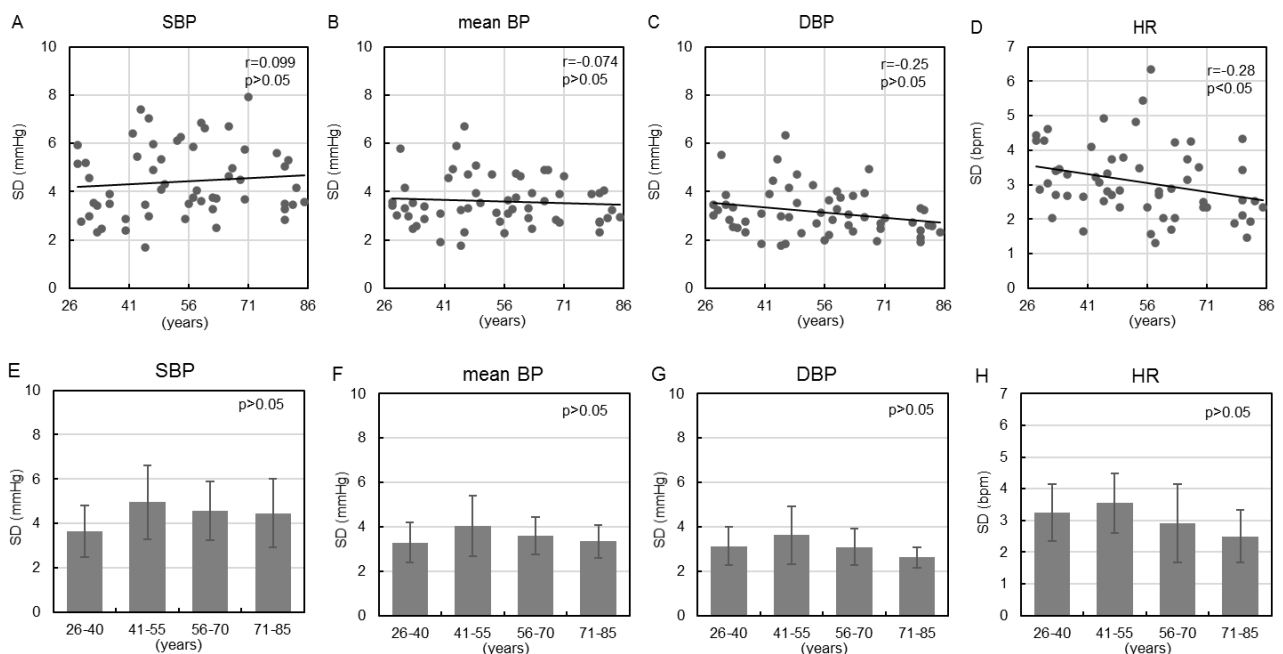 A
SBP
SD (mmHg)
10
8
6
4
2
0
r=0.099
p>0.05
26 41 56 71 86
(years)
B
mean BP
SD (mmHg)
10
8
6
4
2
0
r=-0.074
p>0.05
26 41 56 71 86
(years)
C
DBP
SD (mmHg)
10
8
6
4
2
0
r=-0.25
p>0.05
26 41 56 71 86
(years)
D
HR
SD (bpm)
7
6
5
4
3
2
1
0
r=-0.28
p<0.05
26 41 56 71 86
(years)
E
SBP
SD (mmHg)
10
8
6
4
2
0
p>0.05
26-40 41-55 56-70 71-85
(years)
F
mean BP
SD (mmHg)
10
8
6
4
2
0
p>0.05
26-40 41-55 56-70 71-85
(years)
G
DBP
SD (mmHg)
10
8
6
4
2
0
p>0.05
26-40 41-55 56-70 71-85
(years)
H
HR
SD (bpm)
7
6
5
4
3
2
1
0
p>0.05
26-40 41-55 56-70 71-85
(years)